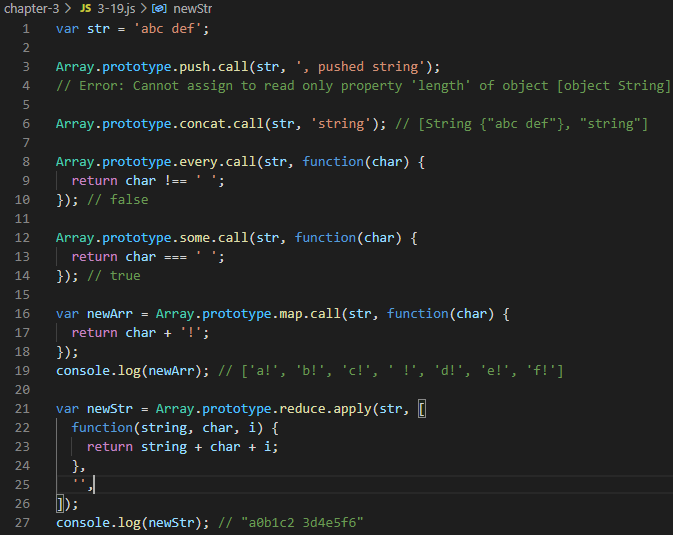 chapter-3 > JS 3-19.js > newStr
1 var str = 'abc def';
2
3 Array.prototype.push.call(str, ', pushed string');
4 // Error: Cannot assign to read only property 'length' of object [object String]
5
6 Array.prototype.concat.call(str, 'string'); // [String {"abc def"}, "string"]
7
8 Array.prototype.every.call(str, function(char) {
9 return char !== ' ';
10 }); // false
11
12 Array.prototype.some.call(str, function(char) {
13 return char === ' ';
14 }); // true
15
16 var newArr = Array.prototype.map.call(str, function(char) {
17 return char + '!';
18 });
19 console.log(newArr); // ['a!', 'b!', 'c!', ' !', 'd!', 'e!', 'f!']
20
21 var newStr = Array.prototype.reduce.apply(str, [
22 function(string, char, i) {
23 return string + char + i;
24 },
25 '',
26 ]);
27 console.log(newStr); // "a0b1c2 3d4e5f6"